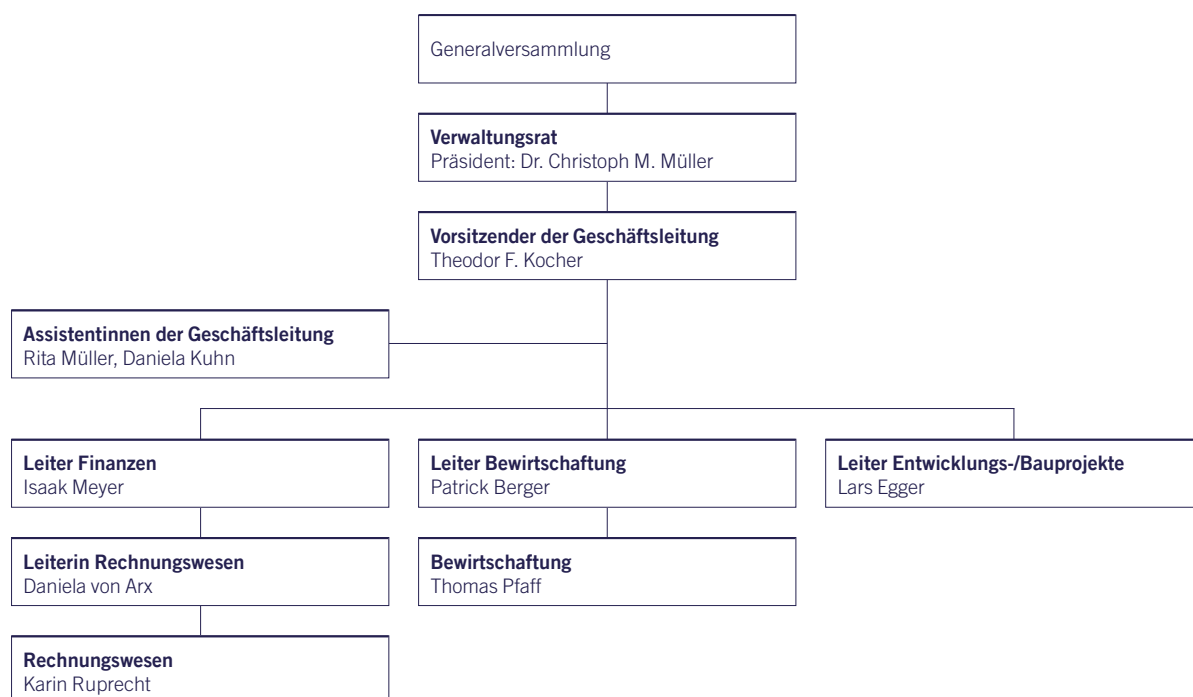 Generalversammlung
Verwaltungsrat
Präsident: Dr. Christoph M. Müller
Vorsitzender der Geschäftsleitung
Theodor F. Kocher
Assistentinnen der Geschäftsleitung
Rita Müller, Daniela Kuhn
Leiter Finanzen
Isaak Meyer
Leiter Bewirtschaftung
Patrick Berger
Leiter Entwicklungs-/Bauprojekte
Lars Egger
Leiterin Rechnungswesen
Daniela von Arx
Bewirtschaftung
Thomas Pfaff
Rechnungswesen
Karin Ruprecht